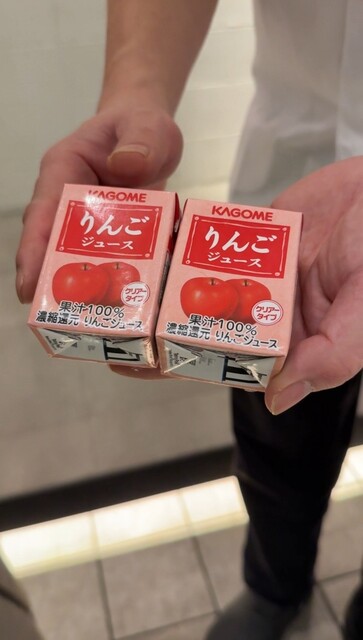 KAGOME
りんご
ジュース
クリアー
タイプ
果汁100%
濃縮還元 りんごジュース
KAGOME
りんご
ジュース
クリアー
タイプ
果汁100%
濃縮還元 りんごジュース